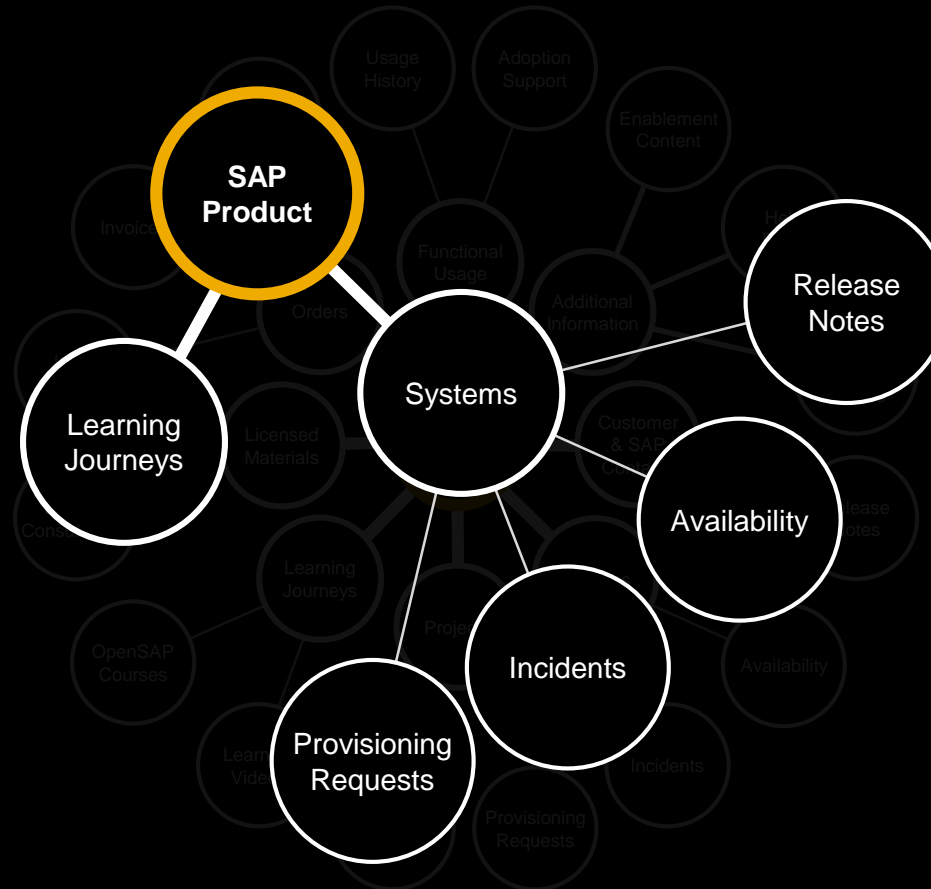 Usage
History
Adoption
Support
Enablement
Content
SAP
Product
Invoice
Functional
Usage
Release
Notes
Orders
Additional
Information
Systems
Learning
Journeys
Licensed
Materials
Customer
& SAP
Availability
Learning
Journeys
OpenSAP
Courses
Incidents
Availability
Provisioning
Requests
Incidents
Provisioning
Requests